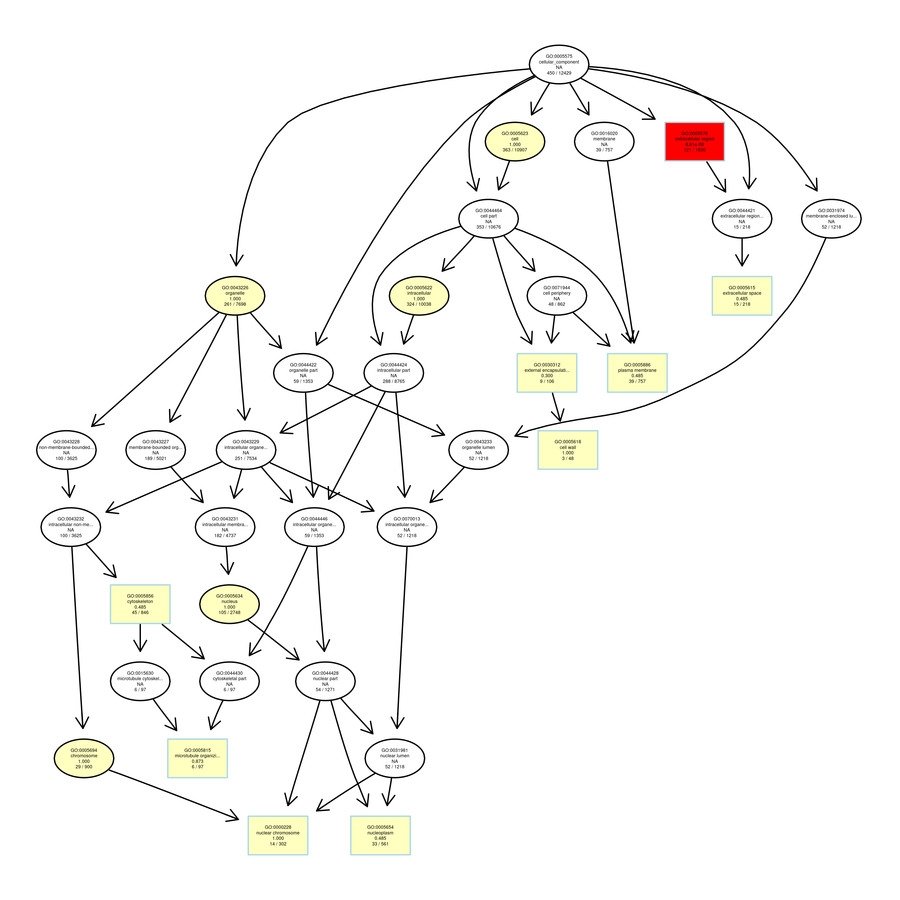 GO:0005575
cellular_component
NA
450 / 12429
GO:0005623
cell
1.000
363 / 10907
GO:0016020
membrane
NA
39 / 757
extracellular region
GO:0044464
cell part
NA
353 / 10676
GO:0044421
extracellular region...
NA
15 / 218
GO:0031974
membrane-enclosed lu...
NA
52 / 1218
GO:0043226
organelle
1.000
261 / 7898
GO:0005622
intracellular
1.000
324 / 10038
GO:0071944
cell periphery
NA
48 / 862
GO:0005615
extracellular space
0.485
15 / 218
GO:0044422
organelle part
NA
59 / 1353
GO:0044424
intracellular part
NA
288 / 8765
GO:0030312
external encapsulati...
0.300
9 / 106
GO:0005886
plasma membrane
0.485
39 / 757
GO:0043228
non-membrane-bounded...
NA
100 / 3625
GO:0043227
membrane-bounded org...
NA
189 / 5021
GO:0043229
intracellular organe...
NA
251 / 7534
GO:0043233
organelle lumen
NA
52 / 1218
GO:0005618
cell wall
1.000
3 / 48
GO:0043232
intracellular non-me...
NA
100 / 3625
GO:0043231
intracellular membra...
NA
182 / 4737
GO:0044446
intracellular organe...
NA
59 / 1353
GO:0070013
intracellular organe...
NA
52 / 1218
GO:0005856
cytoskeleton
0.485
45 / 846
GO:0005634
nucleus
1.000
105 / 2748
GO:0015630
microtubule cytoskel...
NA
6 / 97
GO:0044430
cytoskeletal part
NA
6 / 97
GO:0044428
nuclear part
NA
54 / 1271
GO:0005694
chromosome
1.000
29 / 900
GO:0005815
microtubule organizi...
0.873
6 / 97
GO:0031981
nuclear lumen
NA
52 / 1218
GO:0000228
nuclear chromosome
1.000
14 / 302
GO:0005654
nucleoplasm
0.485
33 / 561